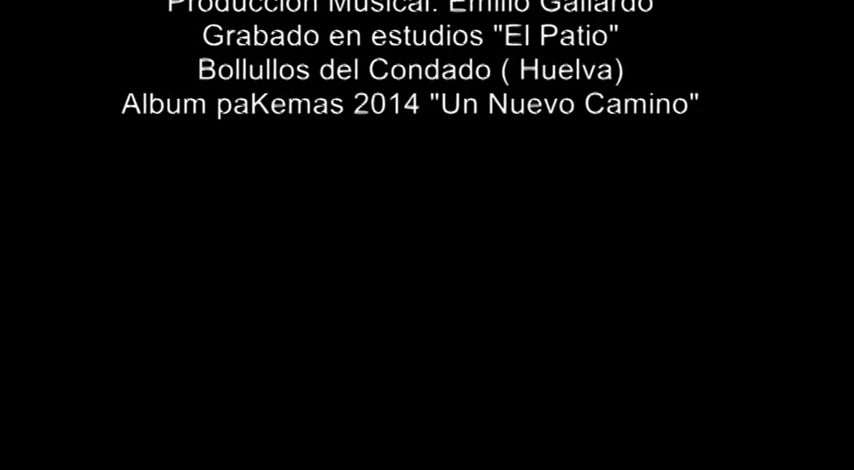 Producción Musical: Emilio Gallardo
Grabado en estudios "El Patio"
Bollullos del Condado ( Huelva)
Album paKemas 2014 "Un Nuevo Camino"